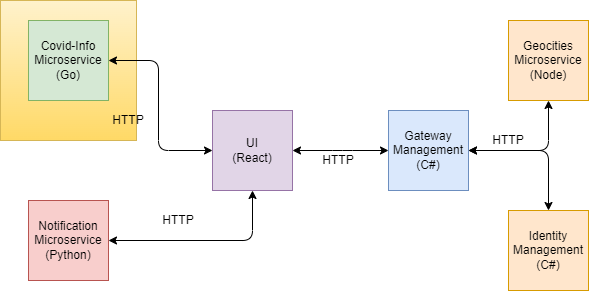 Covid-Info
Microservice
(Go)
HTTP
UI
(React)
HTTP
Gateway
Management
(C#)
HTTP
Geocities
Microservice
(Node)
Notification
Microservice
(Python)
HTTP
Identity
Management
(C#)